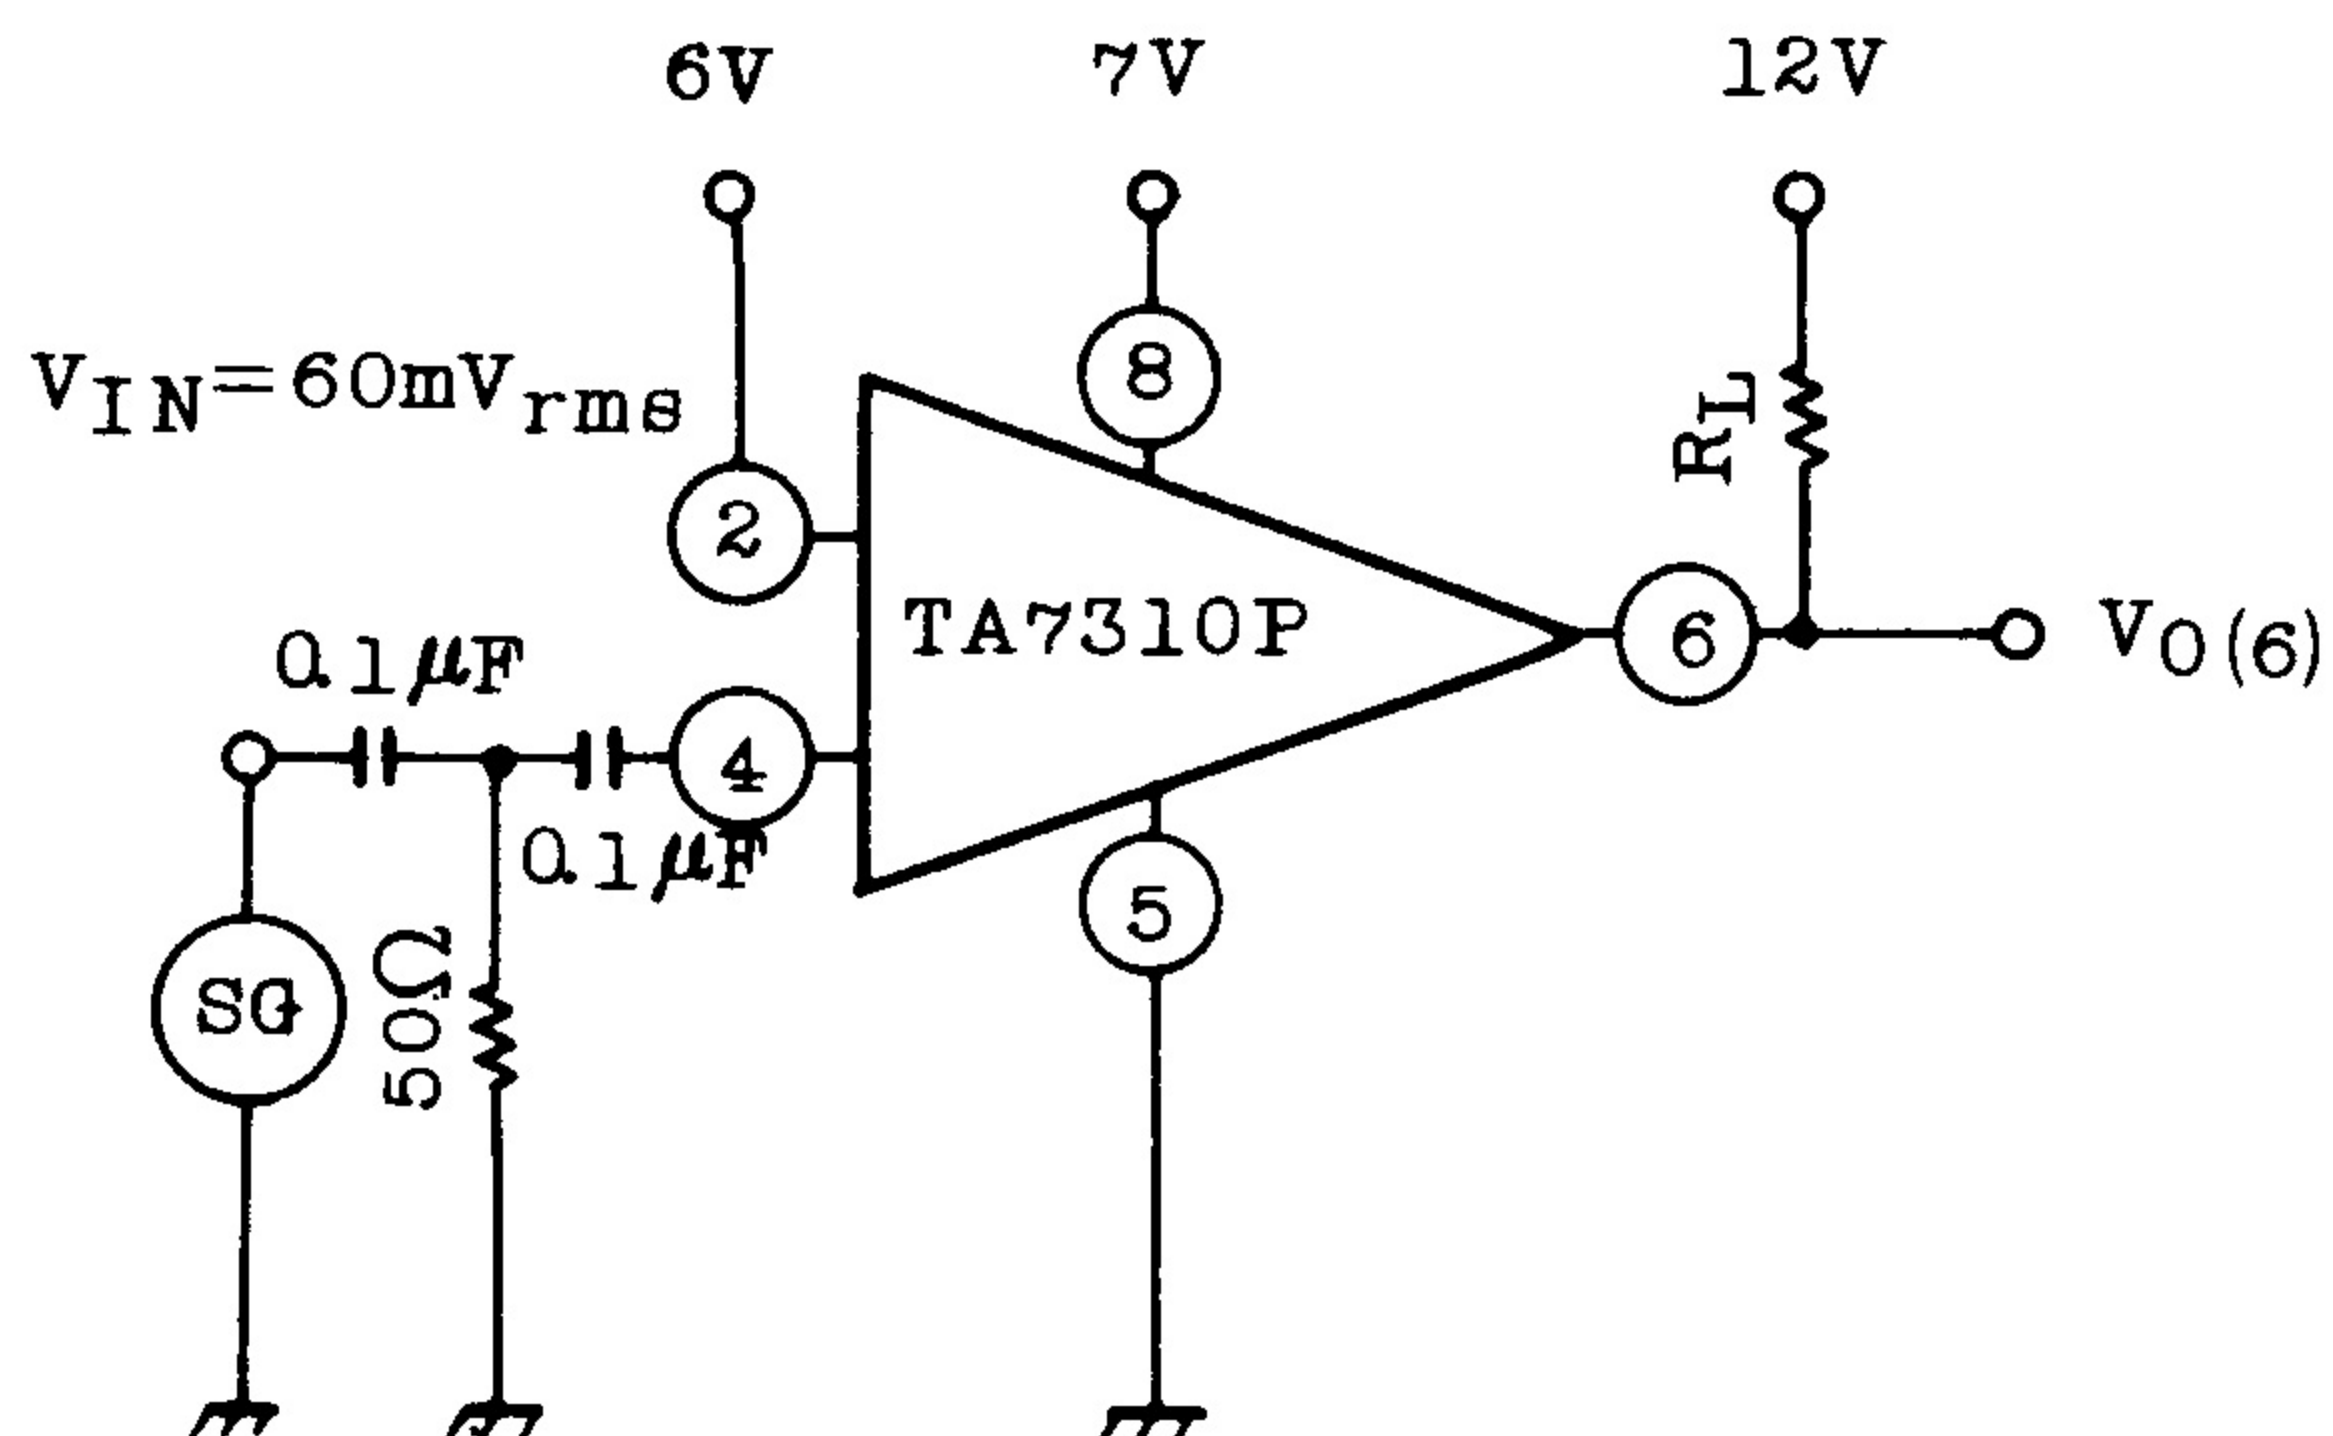 6V
7V
12V
VIN=60mVrms
RL
2
8
TA7310P
6
VO(6)
0.1μF
4
0.1μF
5
SG
50Ω